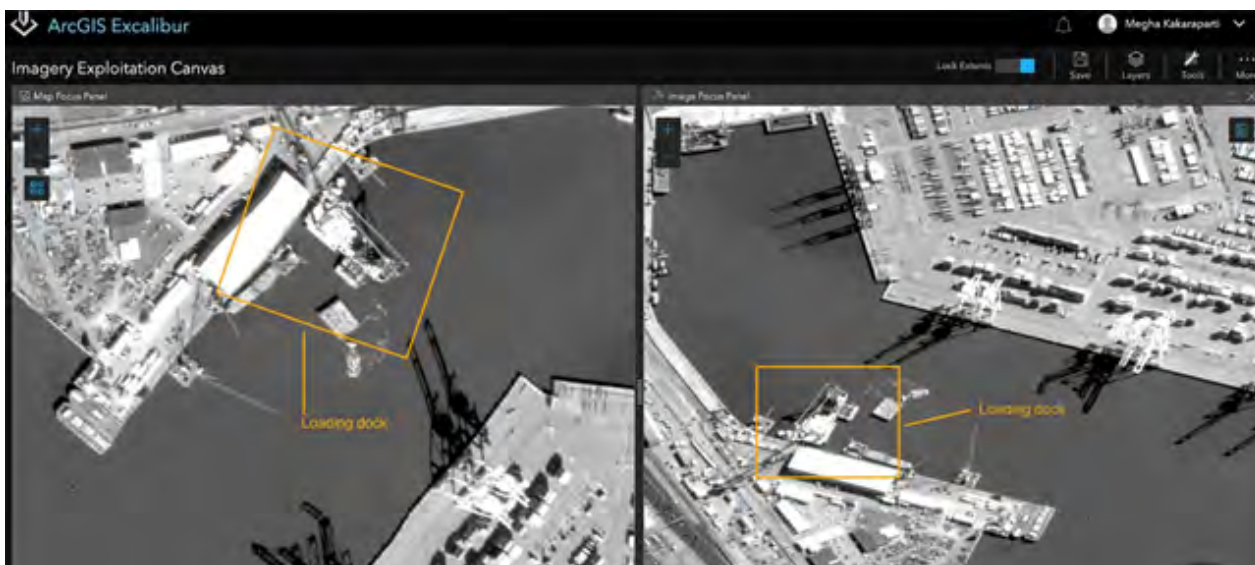 ArcGIS Excalibur
Megha Kakaraparti
Imagery Exploitation Canvas
Lock Extents
Save
Layers
Tools
Map Focus Panel
Image Focus Panel
Loading dock
Loading dock